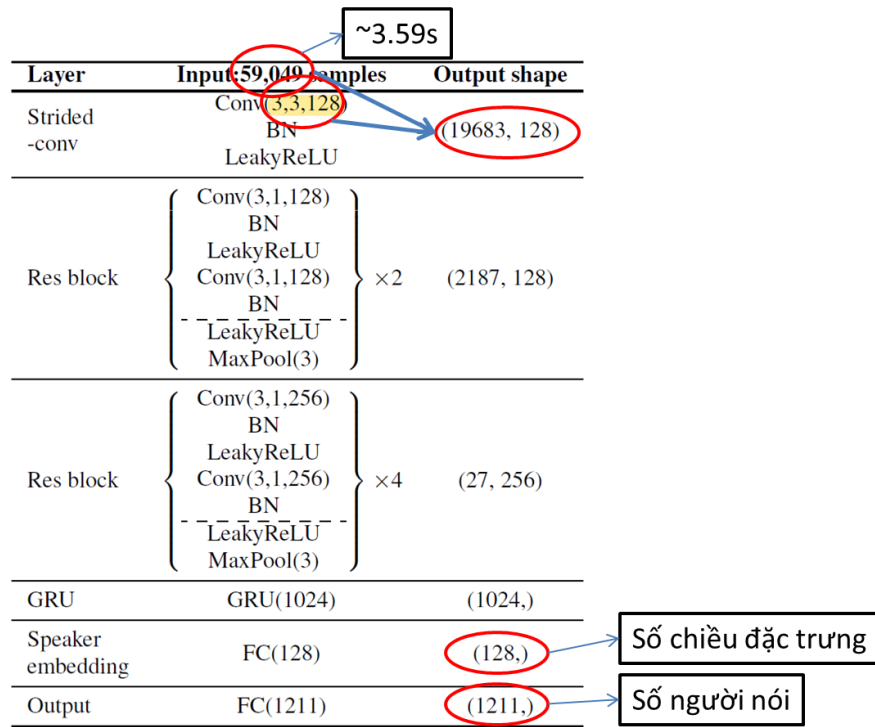 ~3.59s
Layer Input:59,049 samples Output shape
Strided
-conv
Conv(3,3,128)
BN
LeakyReLU
(19683, 128)
Res block
Conv(3,1,128)
BN
LeakyReLU
Conv(3,1,128)
BN
LeakyReLU
MaxPool(3)
×2
(2187, 128)
Res block
Conv(3,1,256)
BN
LeakyReLU
Conv(3,1,256)
BN
LeakyReLU
MaxPool(3)
×4
(27, 256)
GRU GRU(1024) (1024,)
Speaker
embedding
FC(128)
(128,)
Số chiều đặc trưng
Output FC(1211) (1211,)
Số người nói